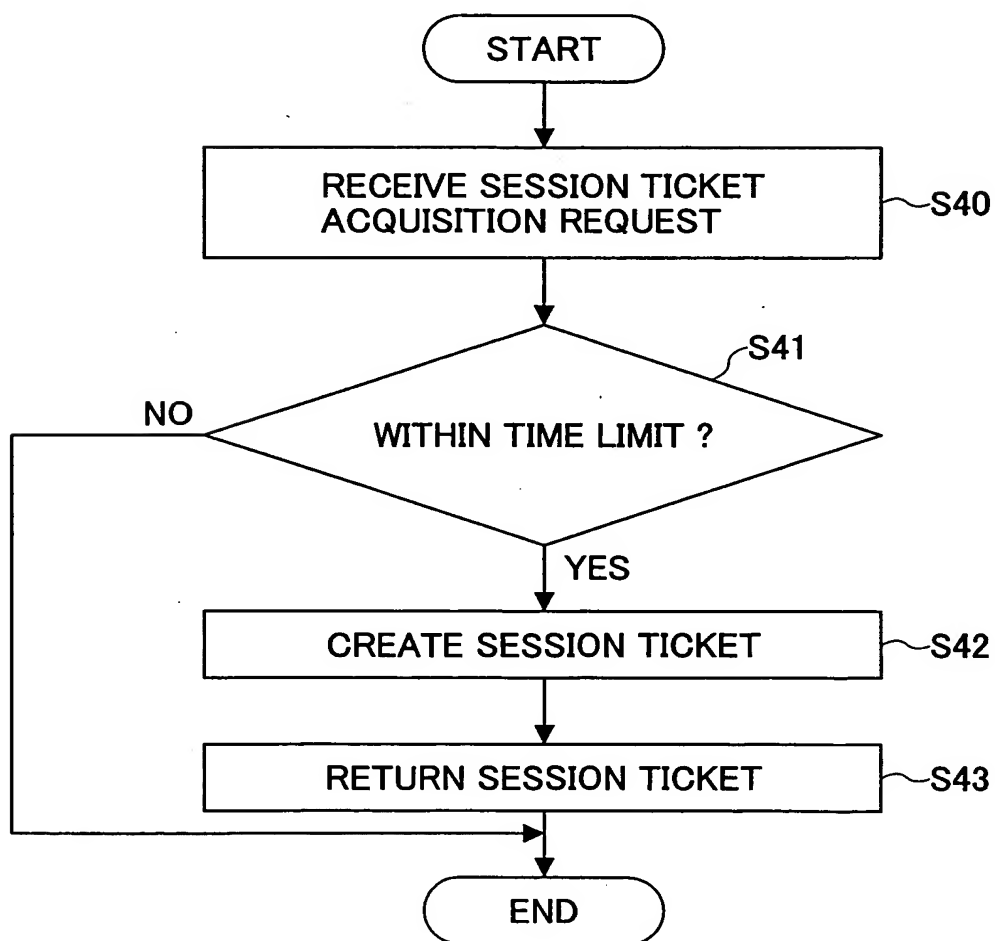 START
RECEIVE SESSION TICKET
ACQUISITION REQUEST
S40
S41
NO
WITHIN TIME LIMIT ?
YES
CREATE SESSION TICKET
S42
RETURN SESSION TICKET
S43
END